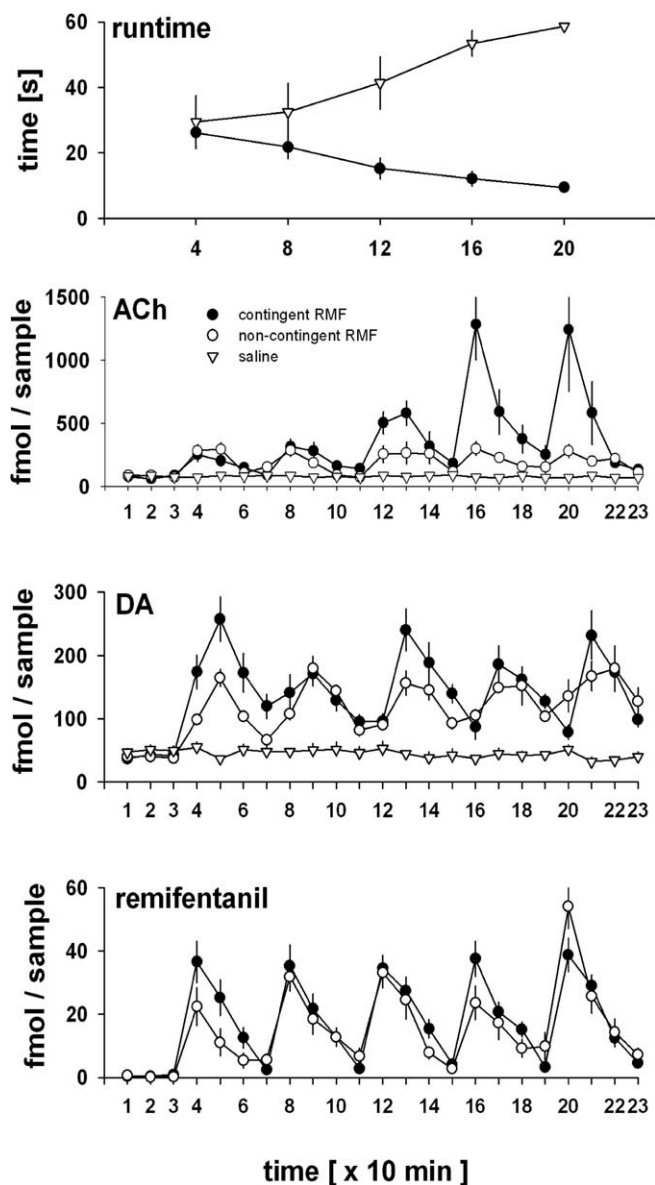 runtime
time [s]
60
40
20
0
4 8 12 16 20
ACh
fmol / sample
contingent RMF
non-contingent RMF
saline
1500
1000
500
0
1 2 3 4 6 8 10 12 14 16 18 20 22 23
DA
fmol / sample
300
200
100
0
1 2 3 4 6 8 10 12 14 16 18 20 22 23
remifentanil
fmol / sample
60
40
20
0
1 2 3 4 6 8 10 12 14 16 18 20 22 23
time [ x 10 min ]